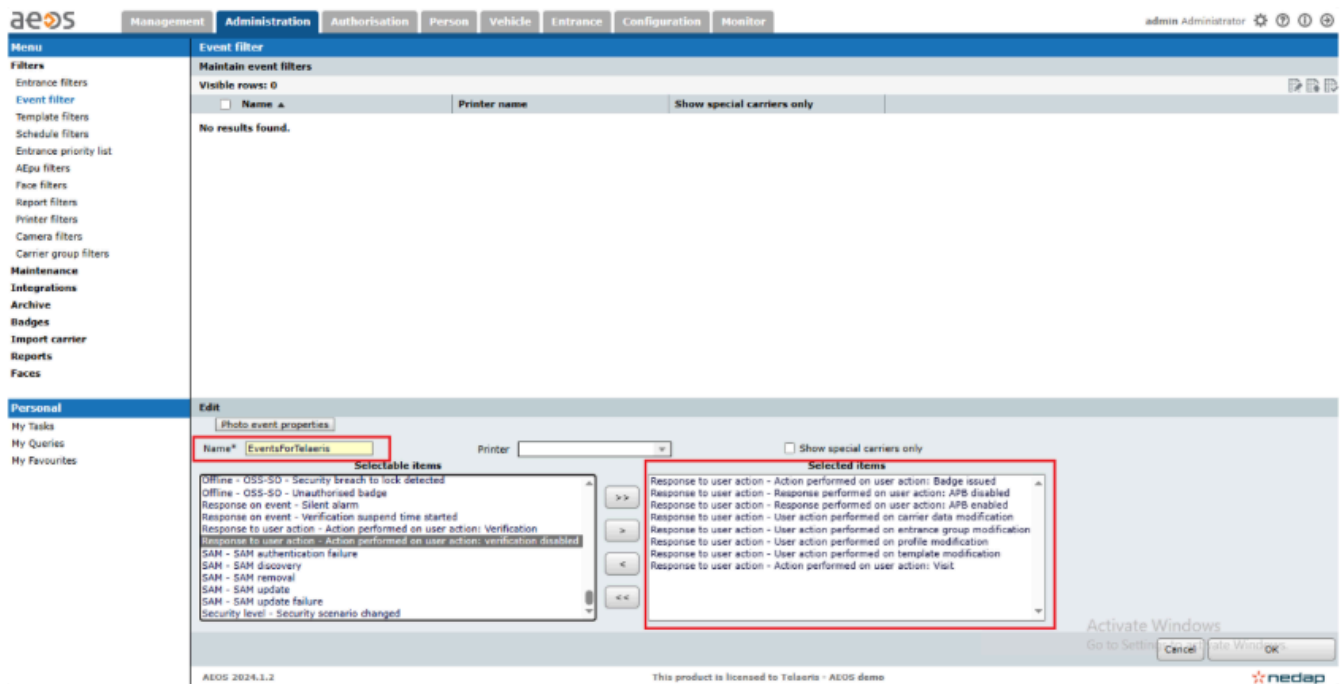 aeos
Management Administration Authorisation Person Vehicle Entrance Configuration Monitor
admin Administrator
Menu
Filters
Entrance filters
Event filter
Template filters
Schedule filters
Entrance priority list
AEpu filters
Face filters
Report filters
Printer filters
Camera filters
Carrier group filters
Maintenance
Integrations
Archive
Badges
Import carrier
Reports
Faces
Personal
My Tasks
My Queries
My Favourites
Event filter
Maintain event filters
Visible rows: 0
Name Printer name Show special carriers only
No results found.
Edit
Photo event properties
Name* EventsForTelaeris Printer Show special carriers only
Selectable items
Offline - OSS-SO - Security breach to lock detected
Offline - OSS-SO - Unauthorised badge
Response on event - Silent alarm
Response on event - Verification suspend time started
Response to user action - Action performed on user action: Verification
Response to user action - Action performed on user action: verification disabled
SAM - SAM authentication failure
SAM - SAM discovery
SAM - SAM removal
SAM - SAM update
SAM - SAM update failure
Security level - Security scenario changed
>>
>
<
<<
Selected items
Response to user action - Action performed on user action: Badge issued
Response to user action - Response performed on user action: APB disabled
Response to user action - Response performed on user action: APB enabled
Response to user action - User action performed on carrier data modification
Response to user action - User action performed on entrance group modification
Response to user action - User action performed on profile modification
Response to user action - User action performed on template modification
Response to user action - Action performed on user action: Visit
Activate Windows
Go to Settings to activate Windows.
Cancel OK
AEOS 2024.1.2 This product is licensed to Telaeris - AEOS demo nedap